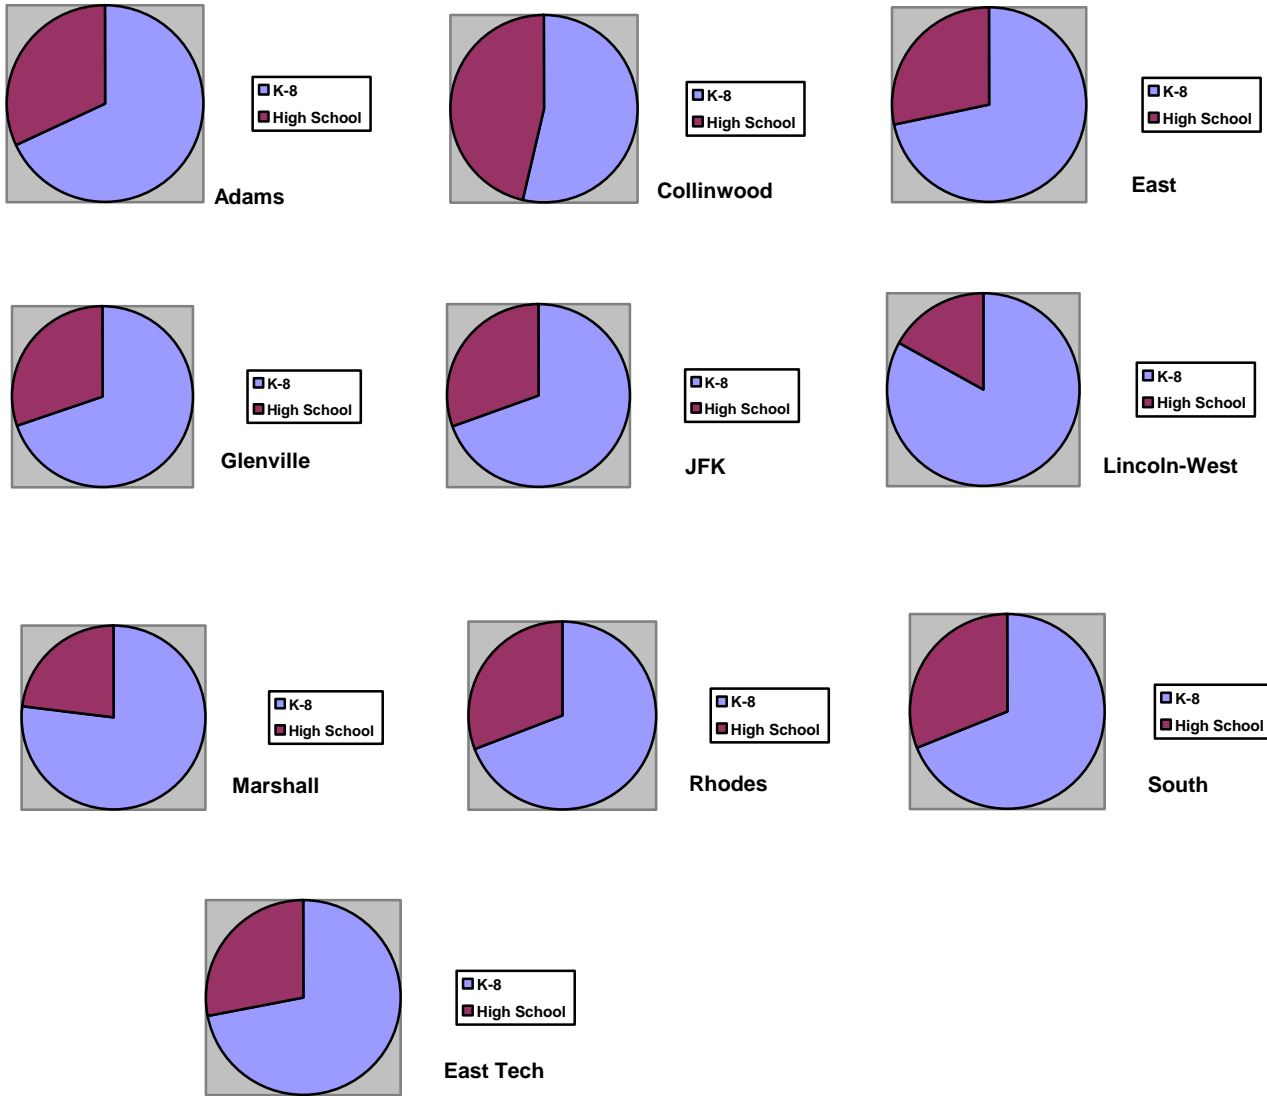 K-8
High School
Adams
K-8
High School
Collinwood
K-8
High School
East
K-8
High School
Glenville
K-8
High School
JFK
K-8
High School
Lincoln-West
K-8
High School
Marshall
K-8
High School
Rhodes
K-8
High School
South
K-8
High School
East Tech